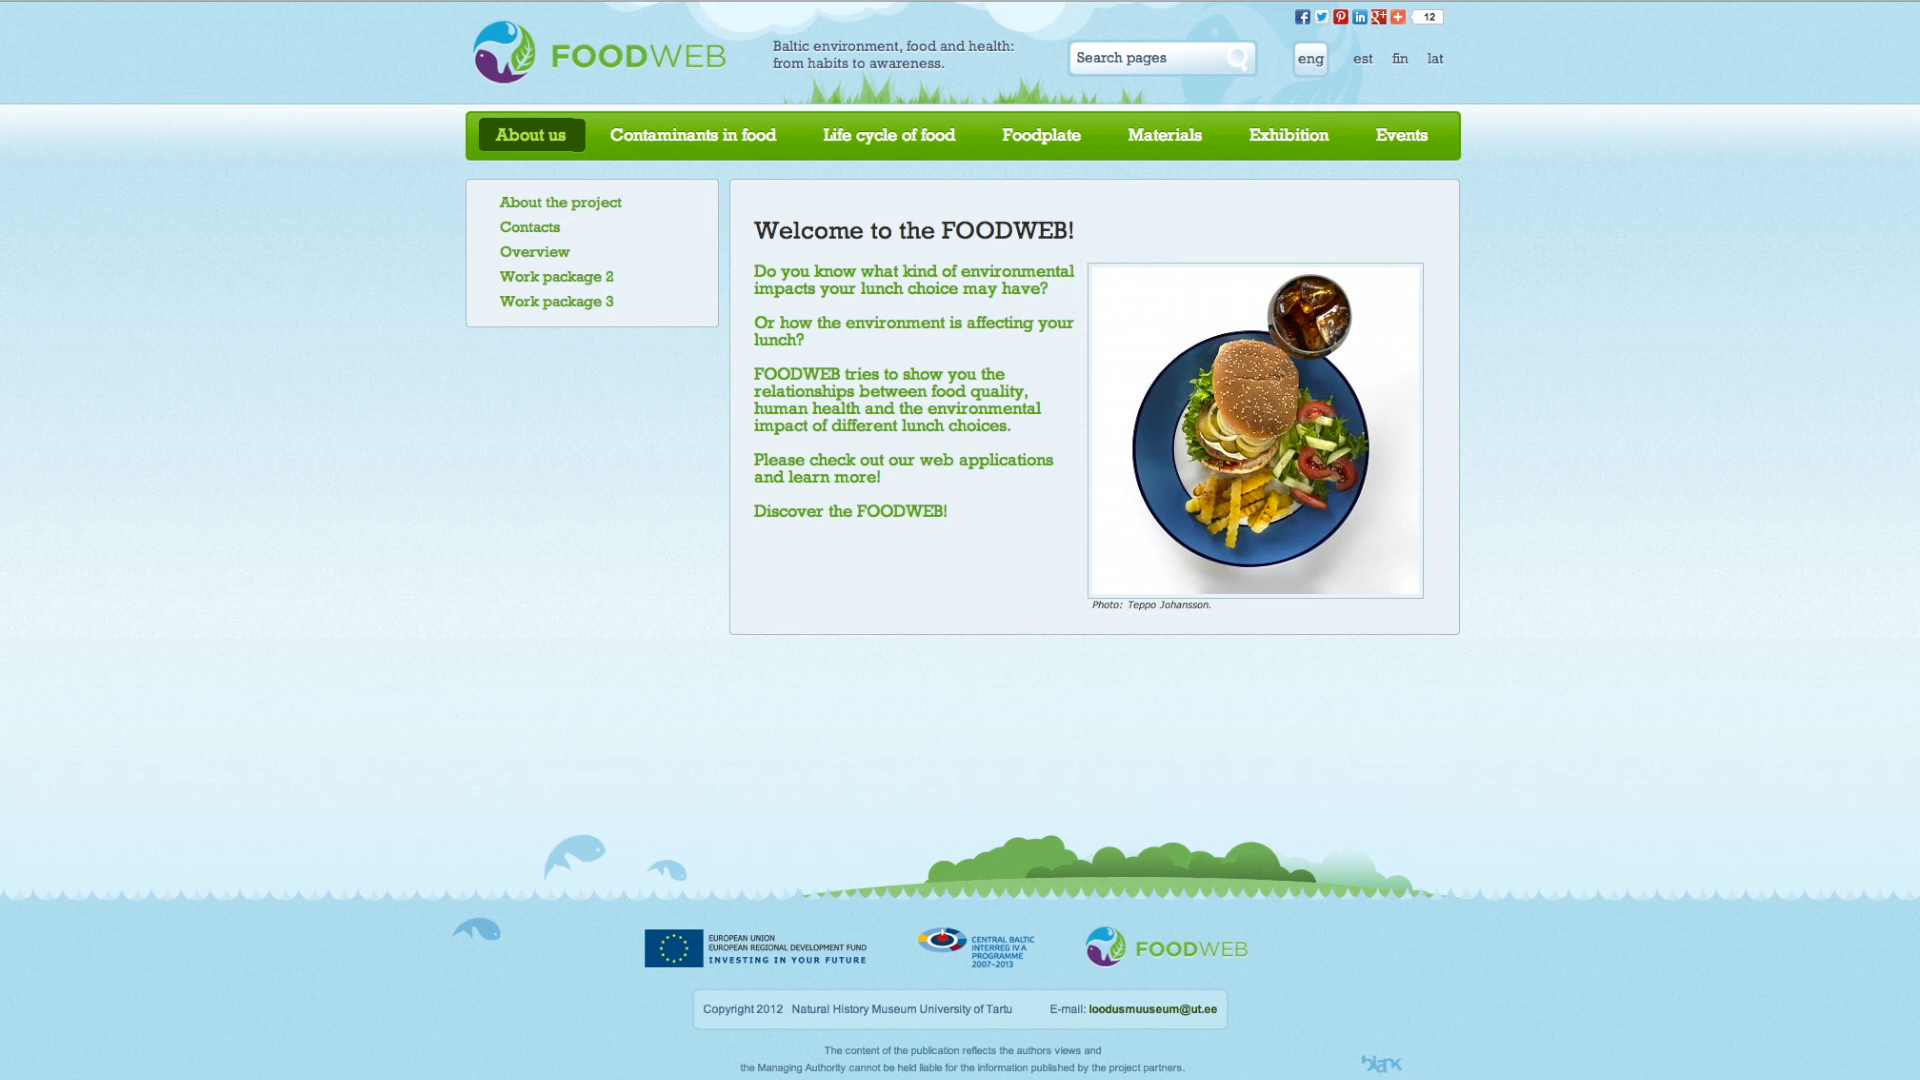 12
FOODWEB
Baltic environment, food and health:
from habits to awareness.
Search pages
eng est fin lat
About us Contaminants in food Life cycle of food Foodplate Materials Exhibition Events
About the project
Contacts
Overview
Work package 2
Work package 3
Welcome to the FOODWEB!
Do you know what kind of environmental
impacts your lunch choice may have?
Or how the environment is affecting your
lunch?
FOODWEB tries to show you the
relationships between food quality,
human health and the environmental
impact of different lunch choices.
Please check out our web applications
and learn more!
Discover the FOODWEB!
Photo: Teppo Johansson.
EUROPEAN UNION
EUROPEAN REGIONAL DEVELOPMENT FUND
INVESTING IN YOUR FUTURE
CENTRAL BALTIC
INTERREG IV A
PROGRAMME
2007-2013
FOODWEB
Copyright 2012 Natural History Museum University of Tartu E-mail: loodusmuuseum@ut.ee
The content of the publication reflects the authors views and
the Managing Authority cannot be held liable for the information published by the project partners.
blank